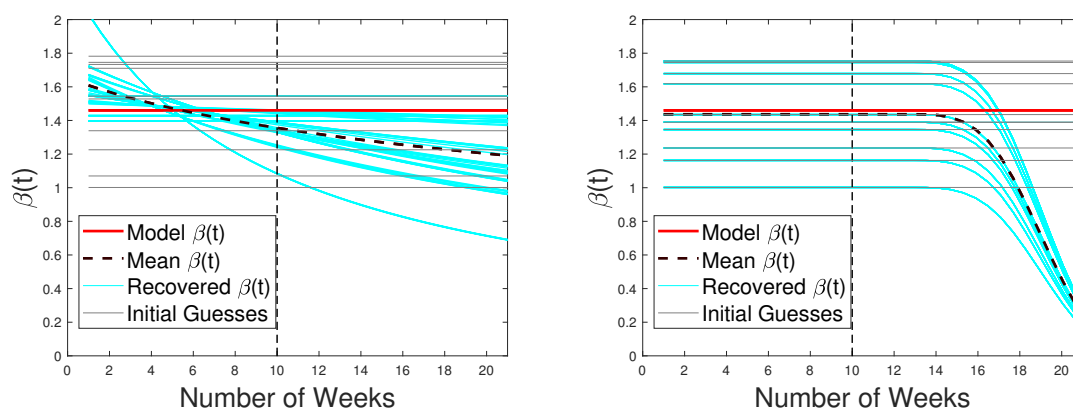 2
1.8
1.6
1.4
1.2
1
0.8
0.6
0.4
0.2
0
β(t)
Model β(t)
Mean β(t)
Recovered β(t)
Initial Guesses
0 2 4 6 8 10 12 14 16 18 20
Number of Weeks
2
1.8
1.6
1.4
1.2
1
0.8
0.6
0.4
0.2
0
β(t)
Model β(t)
Mean β(t)
Recovered β(t)
Initial Guesses
0 2 4 6 8 10 12 14 16 18 20
Number of Weeks